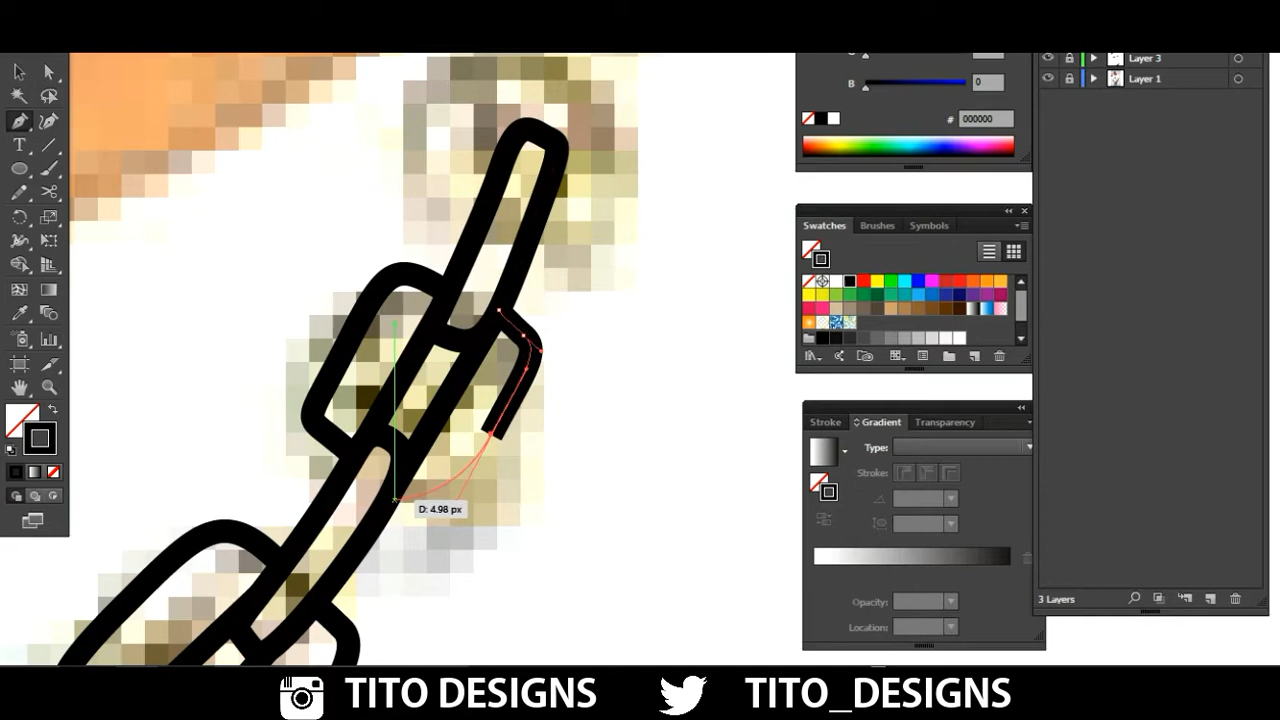 Layer 3
B
0
Layer 1
# 000000
Swatches Brushes Symbols
Stroke Gradient Transparency
Type:
Stroke:
D: 4.98 px
Opacity:
Location:
3 Layers
TITO DESIGNS TITO_DESIGNS